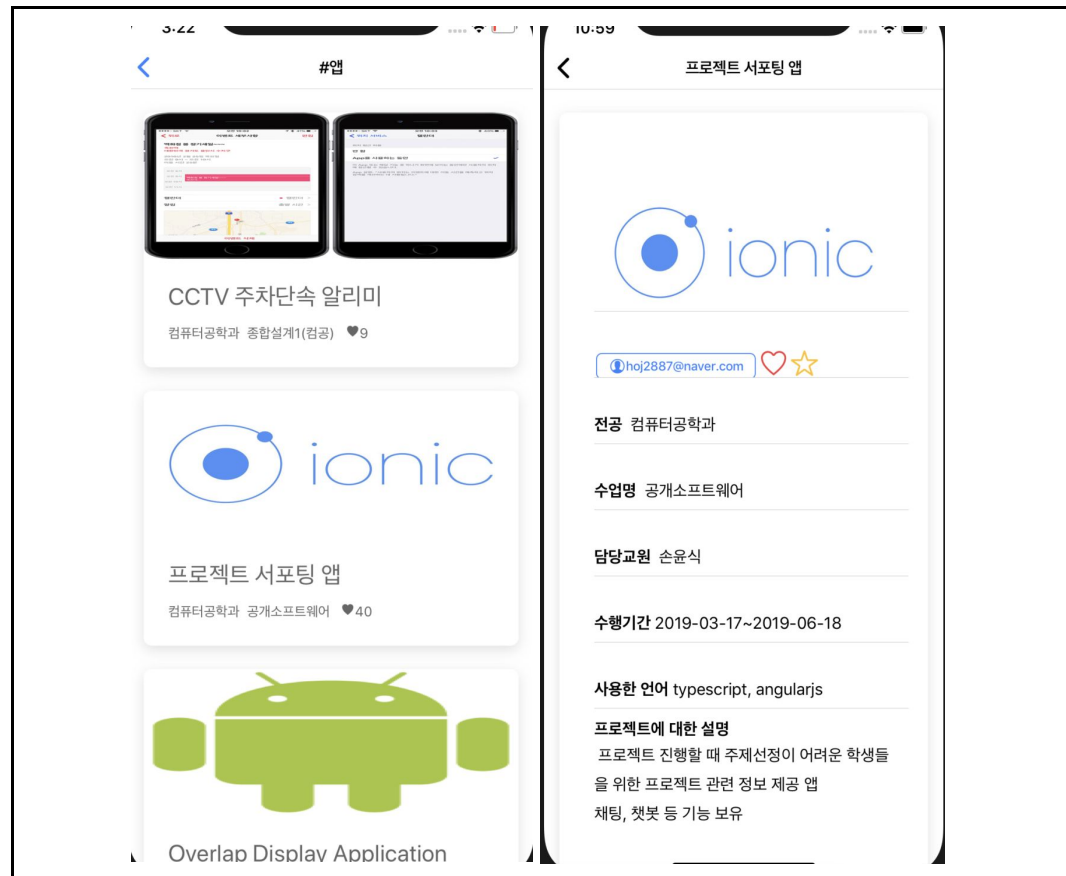 3:22
#앱
CCTV 주차단속 알리미
컴퓨터공학과 종합설계1(컴공) ♥9
ionic
프로젝트 서포팅 앱
컴퓨터공학과 공개소프트웨어 ♥40
Overlap Display Application
10:59
프로젝트 서포팅 앱
ionic
hoj2887@naver.com
전공 컴퓨터공학과
수업명 공개소프트웨어
담당교원 손윤식
수행기간 2019-03-17~2019-06-18
사용한 언어 typescript, angularjs
프로젝트에 대한 설명
프로젝트 진행할 때 주제선정이 어려운 학생들
을 위한 프로젝트 관련 정보 제공 앱
채팅, 챗봇 등 기능 보유